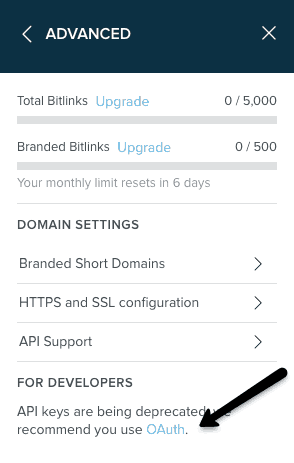 ADVANCED
Total Bitlinks Upgrade 0 / 5,000
Branded Bitlinks Upgrade 0 / 500
Your monthly limit resets in 6 days
DOMAIN SETTINGS
Branded Short Domains
HTTPS and SSL configuration
API Support
FOR DEVELOPERS
API keys are being deprecated, we
recommend you use OAuth.